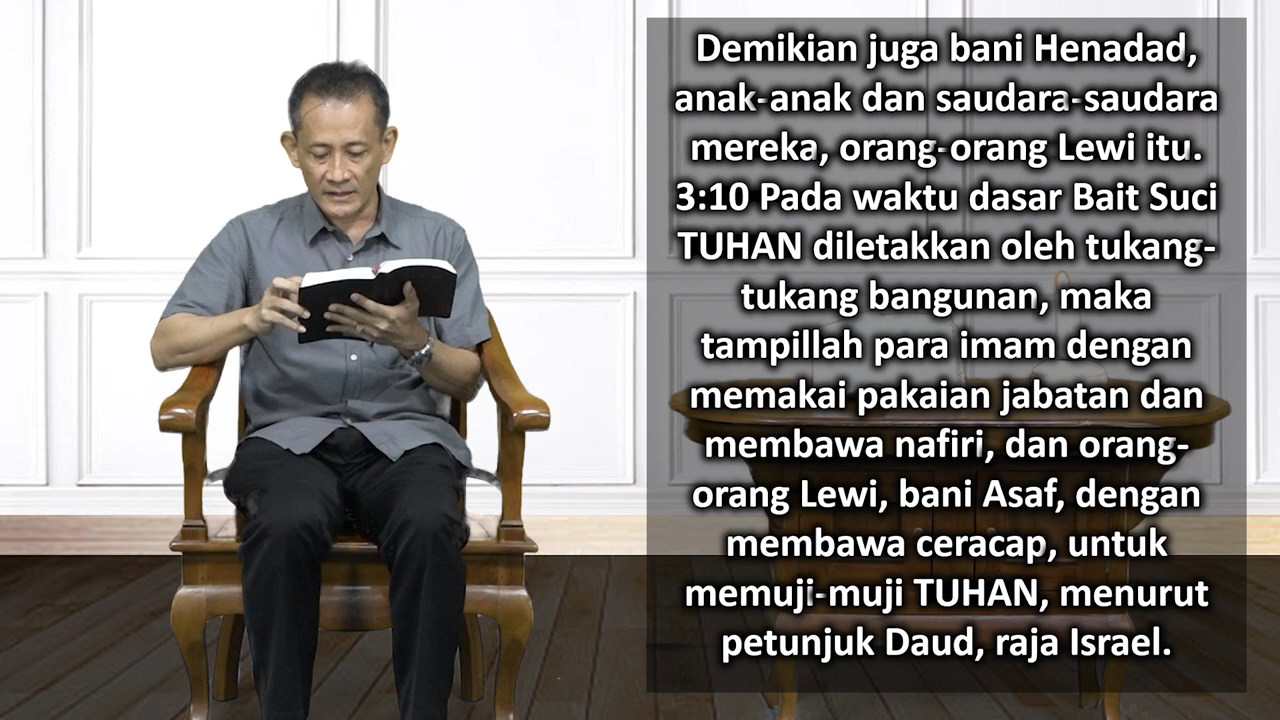 Demikian juga bani Henadad,
anak-anak dan saudara-saudara
mereka, orang-orang Lewi itu.
3:10 Pada waktu dasar Bait Suci
TUHAN diletakkan oleh tukang-
tukang bangunan, maka
tampillah para imam dengan
memakai pakaian jabatan dan
membawa nafiri, dan orang-
orang Lewi, bani Asaf, dengan
membawa ceracap, untuk
memuji-muji TUHAN, menurut
petunjuk Daud, raja Israel.